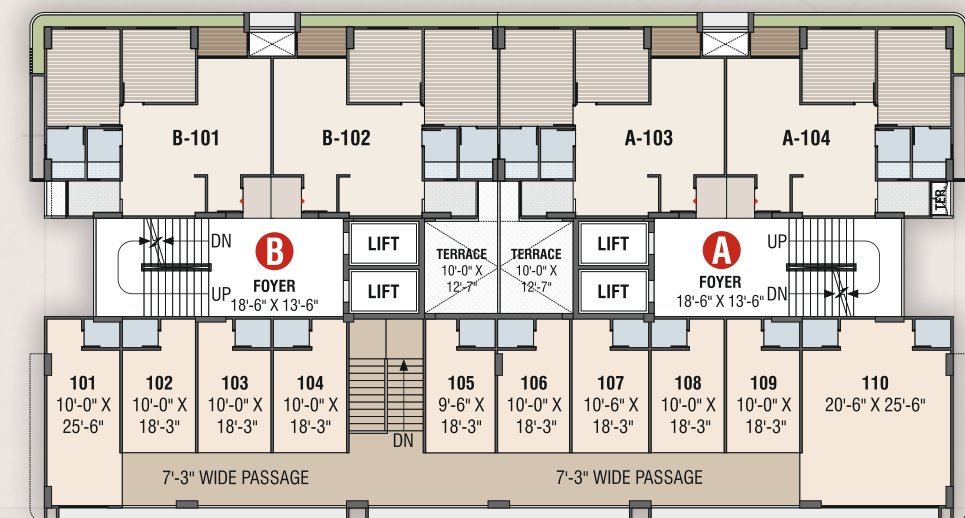 B-101
B-102
A-103
A-104
TER.
DN
UP
B
FOYER
18'-6" X 13'-6"
LIFT
LIFT
TERRACE
10'-0" X
12'-7"
TERRACE
10'-0" X
12'-7"
LIFT
LIFT
A
FOYER
18'-6" X 13'-6"
UP
DN
101
10'-0" X
25'-6"
102
10'-0" X
18'-3"
103
10'-0" X
18'-3"
104
10'-0" X
18'-3"
DN
105
9'-6" X
18'-3"
106
10'-0" X
18'-3"
107
10'-6" X
18'-3"
108
10'-0" X
18'-3"
109
10'-0" X
18'-3"
110
20'-6" X 25'-6"
7'-3" WIDE PASSAGE
7'-3" WIDE PASSAGE